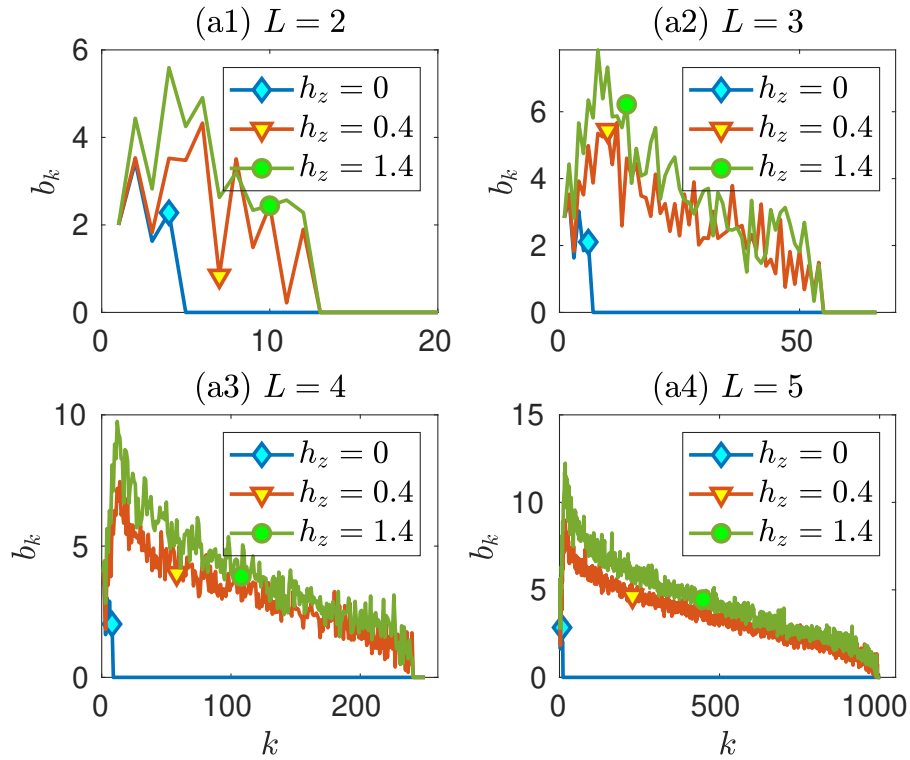 (a1) L = 2
6
4
2
0
0
10
20
b_k
h_z = 0
h_z = 0.4
h_z = 1.4
(a2) L = 3
6
4
2
0
0
50
b_k
h_z = 0
h_z = 0.4
h_z = 1.4
(a3) L = 4
10
5
0
0
100
200
b_k
k
h_z = 0
h_z = 0.4
h_z = 1.4
(a4) L = 5
15
10
5
0
0
500
1000
b_k
k
h_z = 0
h_z = 0.4
h_z = 1.4